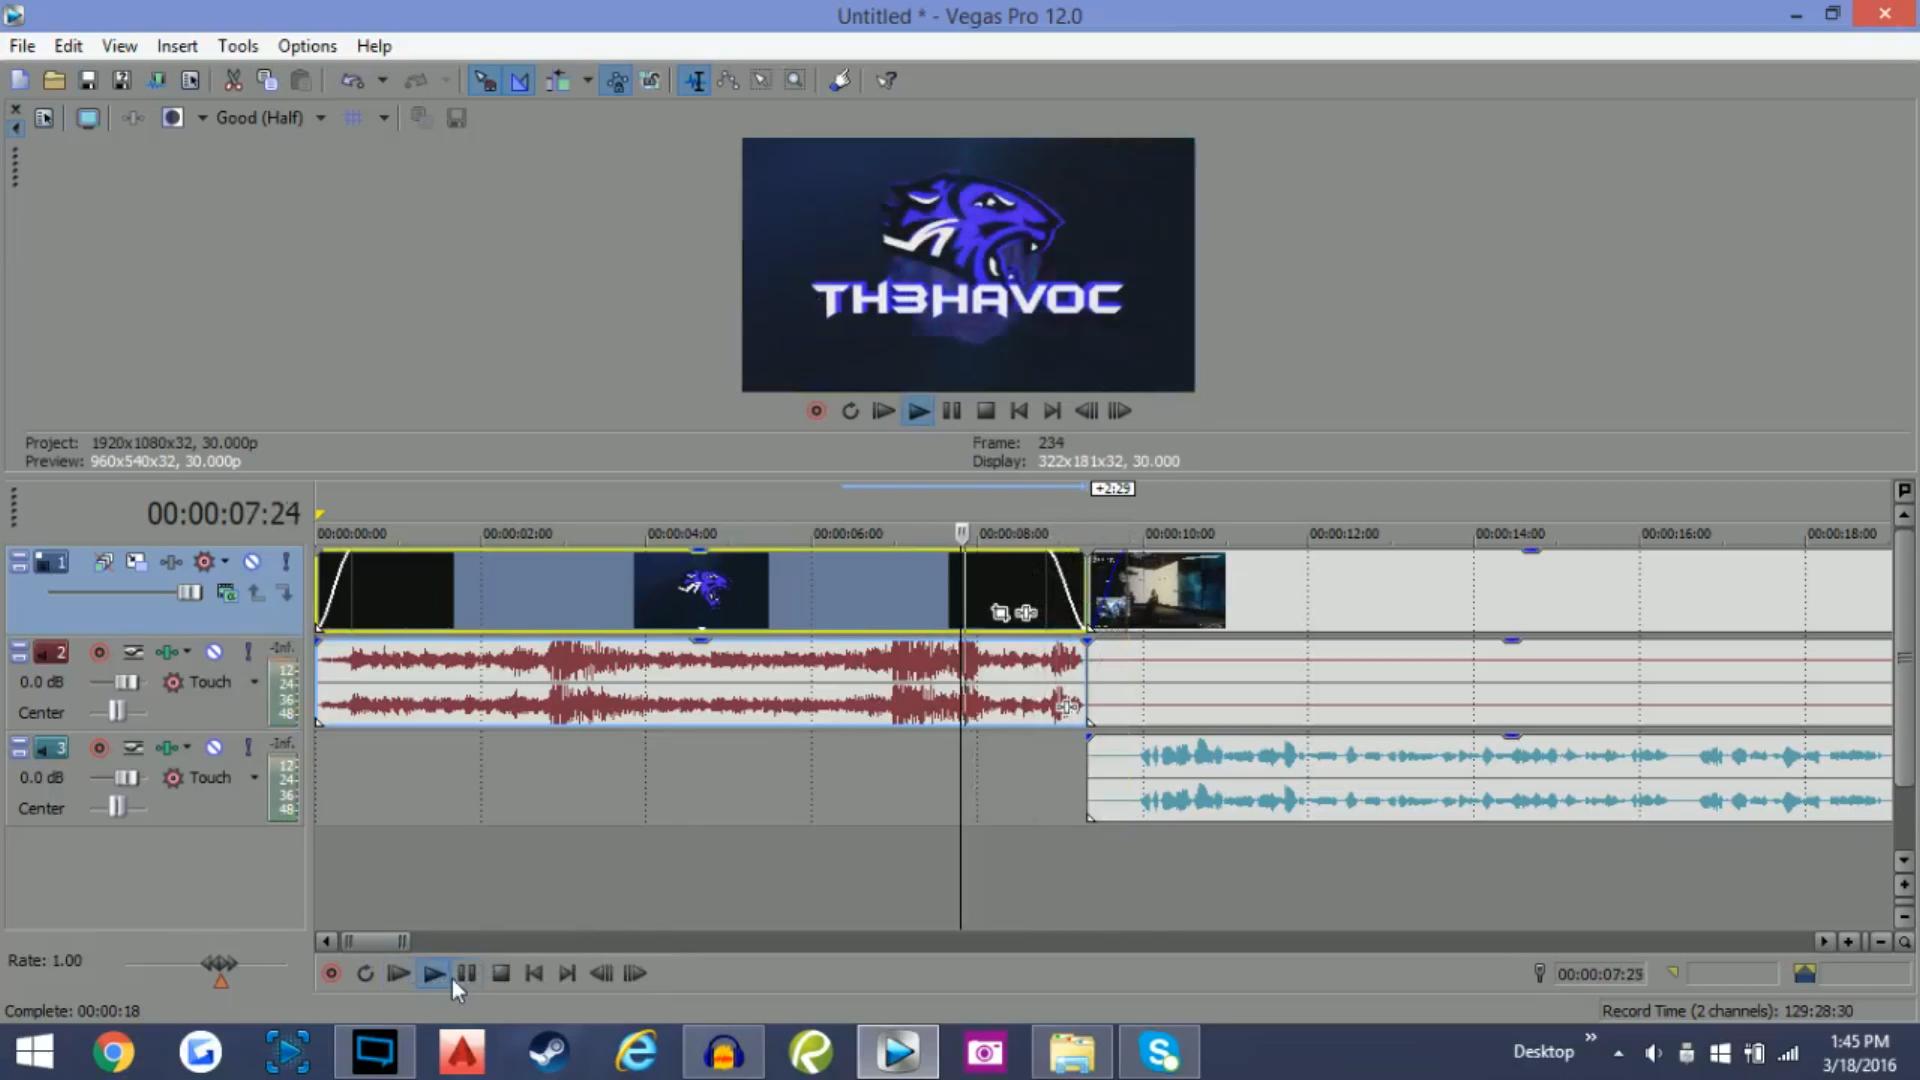 Untitled * - Vegas Pro 12.0
File Edit View Insert Tools Options Help
Good (Half)
TH3HAVOC
Project: 1920x1080x32, 30.000p
Preview: 960x540x32, 30.000p
Frame: 234
Display: 322x181x32, 30.000
+2:29
00:00:07:24
00:00:00:00 00:00:02:00 00:00:04:00 00:00:06:00 00:00:08:00 00:00:10:00 00:00:12:00 00:00:14:00 00:00:16:00 00:00:18:00
1
2
-Inf.
0.0 dB Touch
Center
12
24
36
48
3
-Inf.
0.0 dB Touch
Center
12
24
36
48
Rate: 1.00
00:00:07:25
Complete: 00:00:18
Record Time (2 channels): 129:28:30
Desktop
1:45 PM
3/18/2016